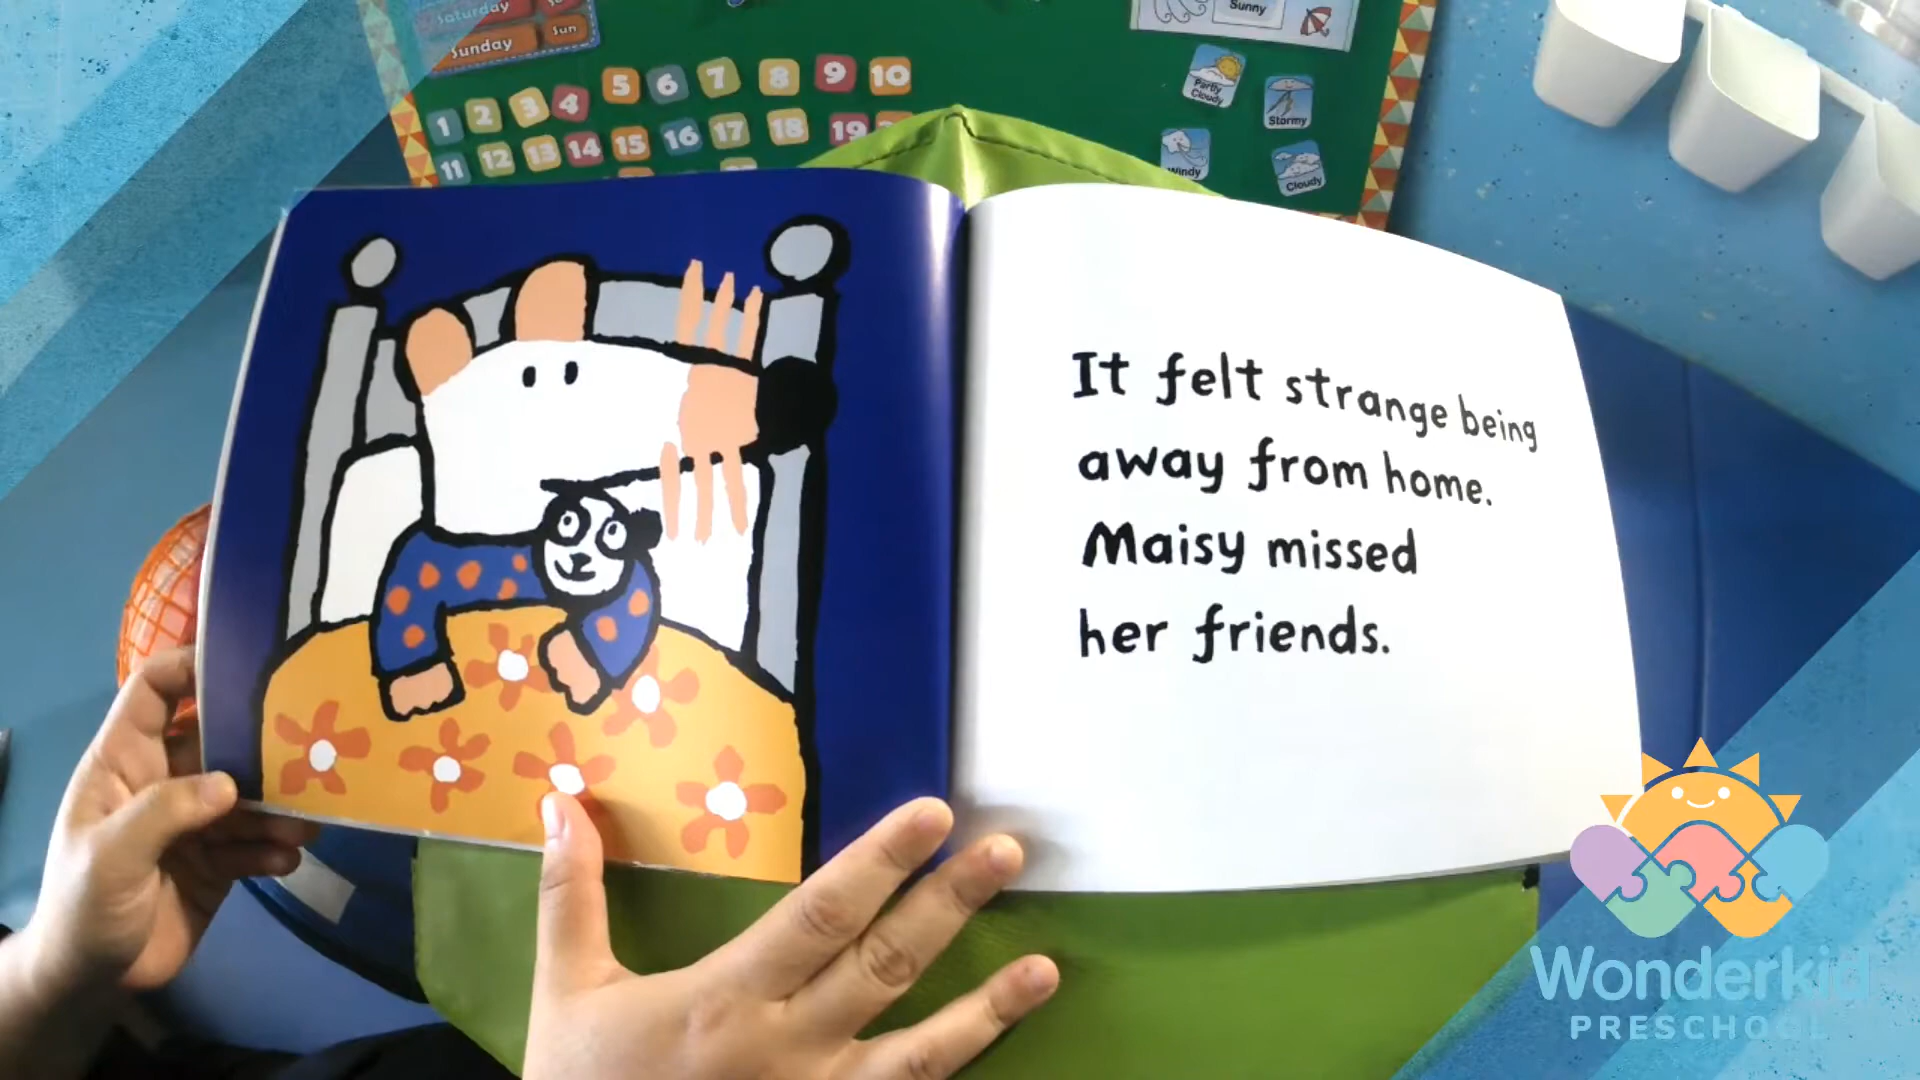 Saturday
Sunday
Sun
Sunny
1 2 3 4 5 6 7 8 9 10
11 12 13 14 15 16 17 18 19
Partly
Cloudy
Stormy
Windy
Cloudy
It felt strange being
away from home.
Maisy missed
her friends.
Wonderkid
PRESCHOOL